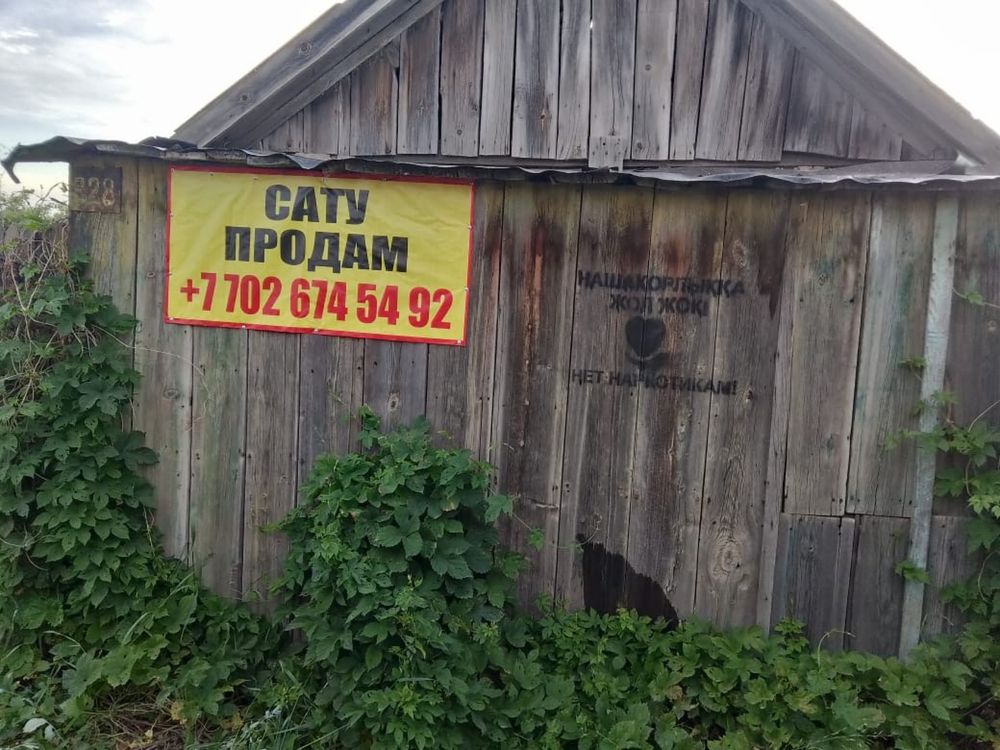 САТУ
ПРОДАМ
+7 702 674 54 92
НАШАҚОРЛЫҚҚА
ЖОЛ ЖОҚ!
НЕТ НАРКОТИКАМ!